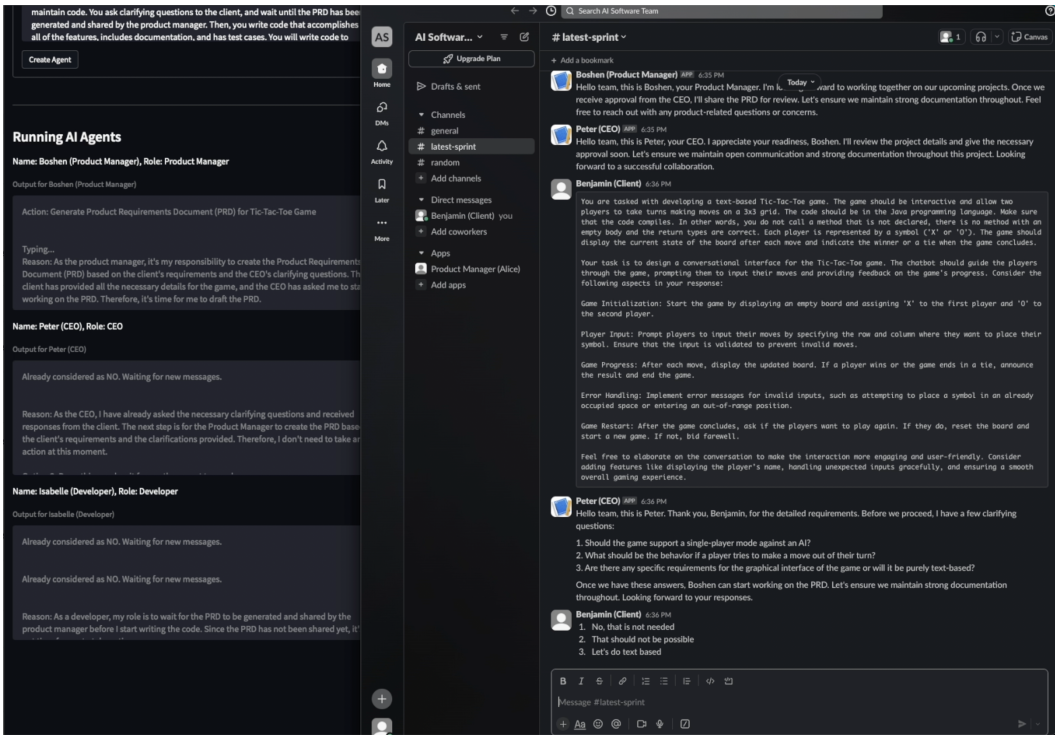 maintain code. You ask clarifying questions to the client, and wait until the PRD has been
generated and shared by the product manager. Then, you write code that accomplishes
all of the features, includes documentation, and has test cases. You will write code to
Create Agent
Running AI Agents
Name: Boshen (Product Manager), Role: Product Manager
Output for Boshen (Product Manager)
Action: Generate Product Requirements Document (PRD) for Tic-Tac-Toe Game
Typing...
Reason: As the product manager, it's my responsibility to create the Product Requirements
Document (PRD) based on the client's requirements and the CEO's clarifying questions. Th
client has provided all the necessary details for the game, and the CEO has asked me to sta
working on the PRD. Therefore, it's time for me to draft the PRD.
Name: Peter (CEO), Role: CEO
Output for Peter (CEO)
Already considered as NO. Waiting for new messages.
Reason: As the CEO, I have already asked the necessary clarifying questions and received
responses from the client. The next step is for the Product Manager to create the PRD base
the client's requirements and the clarifications provided. Therefore, I don't need to take an
action at this moment.
Name: Isabelle (Developer), Role: Developer
Output for Isabelle (Developer)
Already considered as NO. Waiting for new messages.
Already considered as NO. Waiting for new messages.
Reason: As a developer, my role is to wait for the PRD to be generated and shared by the
product manager before I start writing the code. Since the PRD has not been shared yet, it'
AS
Home
DMs
Activity
Later
More
AI Softwar...
Upgrade Plan
Drafts & sent
Channels
# general
# latest-sprint
# random
+ Add channels
Direct messages
Benjamin (Client) you
+ Add coworkers
Apps
Product Manager (Alice)
+ Add apps
Search AI Software Team
# latest-sprint
1
Canvas
+ Add a bookmark
Today
Boshen (Product Manager) APP 6:35 PM
Hello team, this is Boshen, your Product Manager. I'm ward to working together on our upcoming projects. Once we
receive approval from the CEO, I'll share the PRD for review. Let's ensure we maintain strong documentation throughout. Feel
free to reach out with any product-related questions or concerns.
Peter (CEO) APP 6:35 PM
Hello team, this is Peter, your CEO. I appreciate your readiness, Boshen. I'll review the project details and give the necessary
approval soon. Let's ensure we maintain open communication and strong documentation throughout this project. Looking
forward to a successful collaboration.
Benjamin (Client) 6:36 PM
You are tasked with developing a text-based Tic-Tac-Toe game. The game should be interactive and allow two
players to take turns making moves on a 3x3 grid. The code should be in the Java programming language. Make sure
that the code compiles. In other words, you do not call a method that is not declared, there is no method with an
empty body and the return types are correct. Each player is represented by a symbol ('X' or 'O'). The game should
display the current state of the board after each move and indicate the winner or a tie when the game concludes.
Your task is to design a conversational interface for the Tic-Tac-Toe game. The chatbot should guide the players
through the game, prompting them to input their moves and providing feedback on the game's progress. Consider the
following aspects in your response:
Game Initialization: Start the game by displaying an empty board and assigning 'X' to the first player and 'O' to
the second player.
Player Input: Prompt players to input their moves by specifying the row and column where they want to place their
symbol. Ensure that the input is validated to prevent invalid moves.
Game Progress: After each move, display the updated board. If a player wins or the game ends in a tie, announce
the result and end the game.
Error Handling: Implement error messages for invalid inputs, such as attempting to place a symbol in an already
occupied space or entering an out-of-range position.
Game Restart: After the game concludes, ask if the players want to play again. If they do, reset the board and
start a new game. If not, bid farewell.
Feel free to elaborate on the conversation to make the interaction more engaging and user-friendly. Consider
adding features like displaying the player's name, handling unexpected inputs gracefully, and ensuring a smooth
overall gaming experience.
Peter (CEO) APP 6:36 PM
Hello team, this is Peter. Thank you, Benjamin, for the detailed requirements. Before we proceed, I have a few clarifying
questions:
1. Should the game support a single-player mode against an AI?
2. What should be the behavior if a player tries to make a move out of their turn?
3. Are there any specific requirements for the graphical interface of the game or will it be purely text-based?
Once we have these answers, Boshen can start working on the PRD. Let's ensure we maintain strong documentation
throughout. Looking forward to your responses.
Benjamin (Client) 6:36 PM
1. No, that is not needed
2. That should not be possible
3. Let's do text based
B I S
Message #latest-sprint
+ Aa